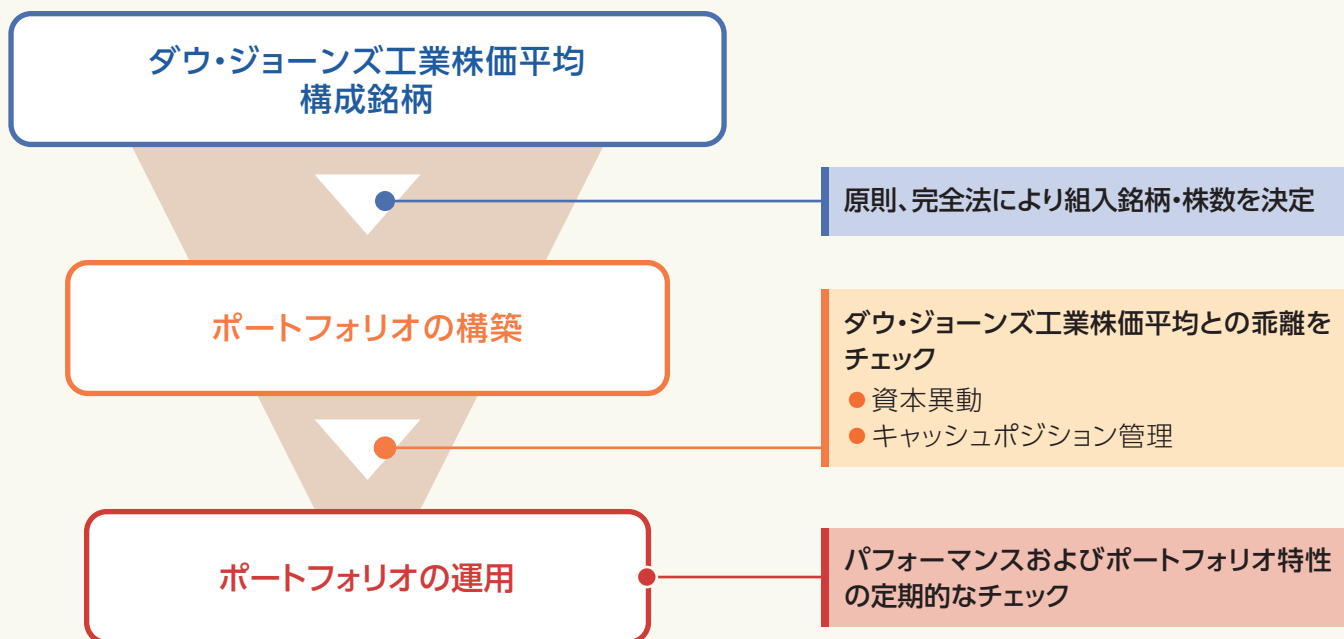 ダウ・ジョーンズ工業株価平均
構成銘柄
原則、完全法により組入銘柄・株数を決定
ポートフォリオの構築
ダウ・ジョーンズ工業株価平均との乖離を
チェック
● 資本異動
● キャッシュポジション管理
ポートフォリオの運用
パフォーマンスおよびポートフォリオ特性
の定期的なチェック